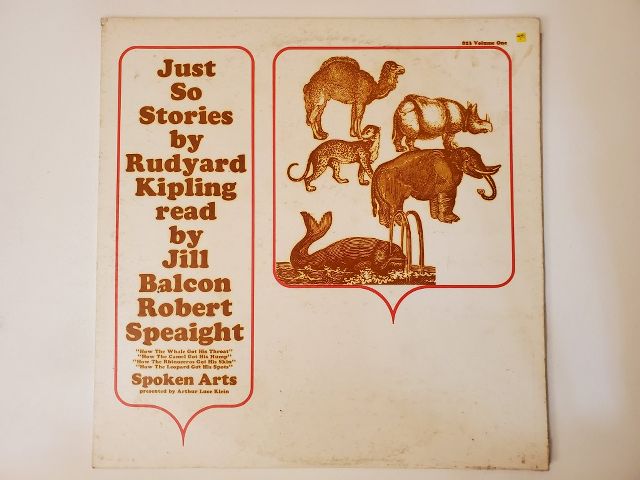 924 Volume One
Just
So
Stories
by
Rudyard
Kipling
read
by
Jill
Balcon
Robert
Speaight
"How The Whale Got His Throat"
"How The Camel Got His Hump"
"How The Rhinoceros Got His Skin"
"How The Leopard Got His Spots"
Spoken Arts
presented by Arthur Luce Klein